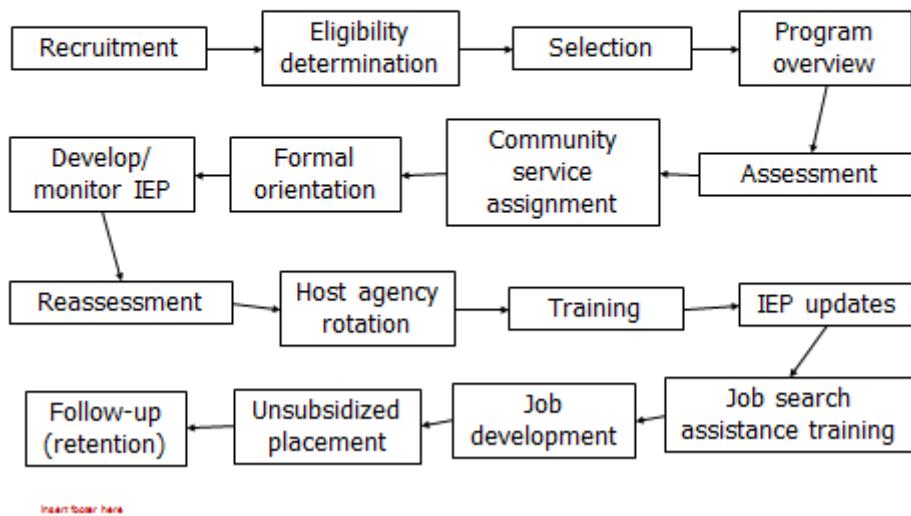 Recruitment
Eligibility
determination
Selection
Program
overview
Assessment
Community
service
assignment
Formal
orientation
Develop/
monitor IEP
Reassessment
Host agency
rotation
Training
IEP updates
Job search
assistance training
Job
development
Unsubsidized
placement
Follow-up
(retention)
Insert footer here